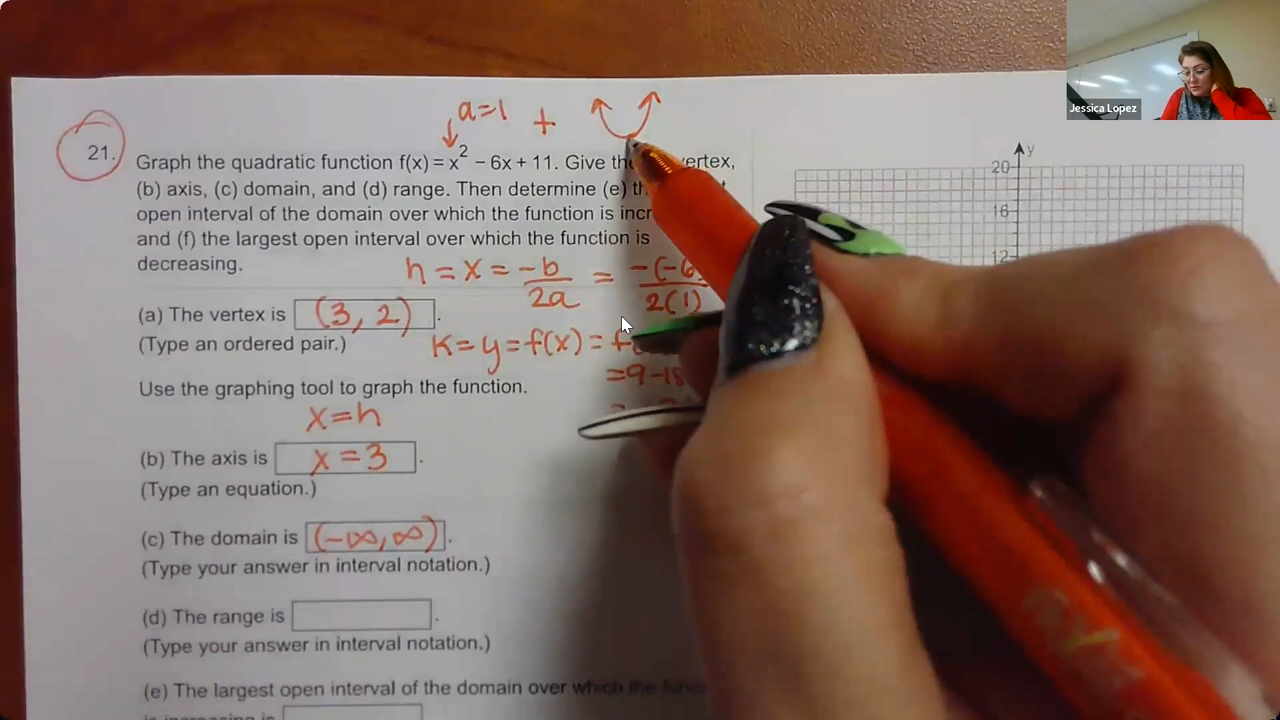 Jessica Lopez
a=1 +
21.
Graph the quadratic function f(x) = x² − 6x + 11. Give vertex,
(b) axis, (c) domain, and (d) range. Then determine (e)
open interval of the domain over which the function is
and (f) the largest open interval over which the function is
decreasing.
h = x = -b/2a = -(-6)/2(1)
(a) The vertex is (3, 2).
(Type an ordered pair.)
K = y = f(x) =
=9-18
Use the graphing tool to graph the function.
x=h
(b) The axis is x = 3.
(Type an equation.)
(c) The domain is (-∞, ∞).
(Type your answer in interval notation.)
(d) The range is .
(Type your answer in interval notation.)
(e) The largest open interval of the domain over which the
is increasing is
y
20
16
12